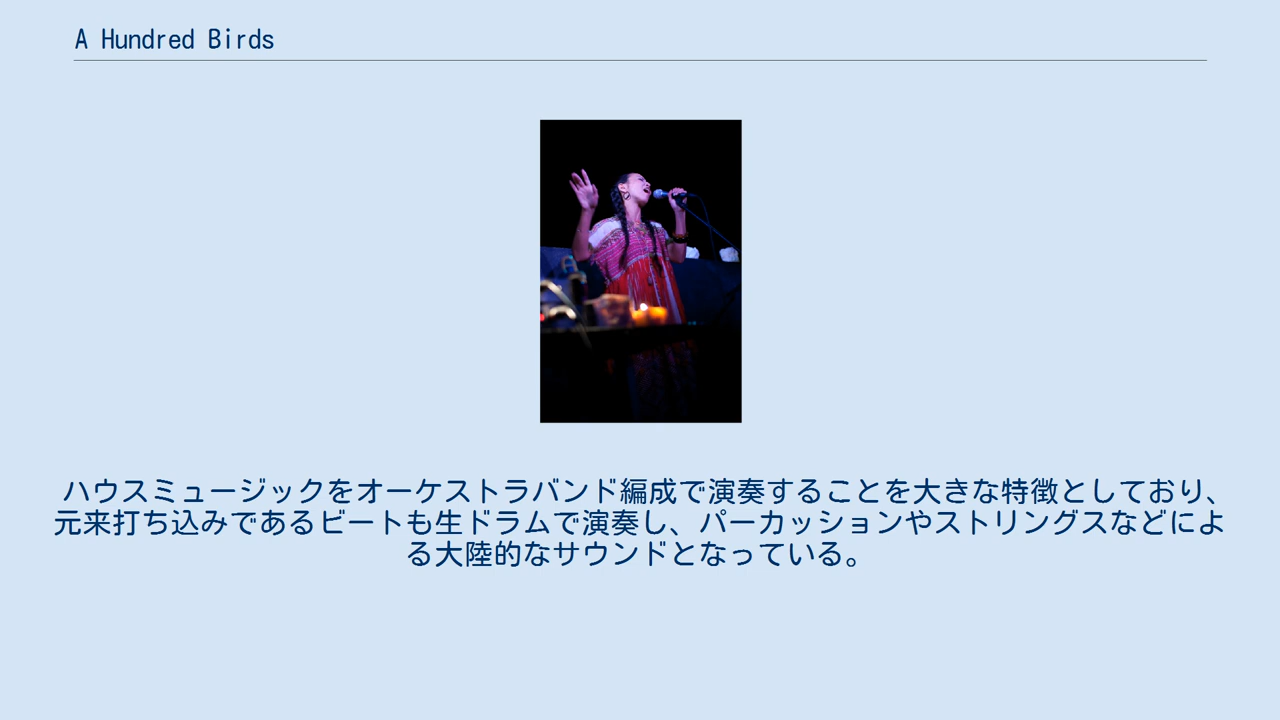 A Hundred Birds
ハウスミュージックをオーケストラバンド編成で演奏することを大きな特徴としており、
元来打ち込みであるビートも生ドラムで演奏し、パーカッションやストリングスなどによ
る大陸的なサウンドとなっている。